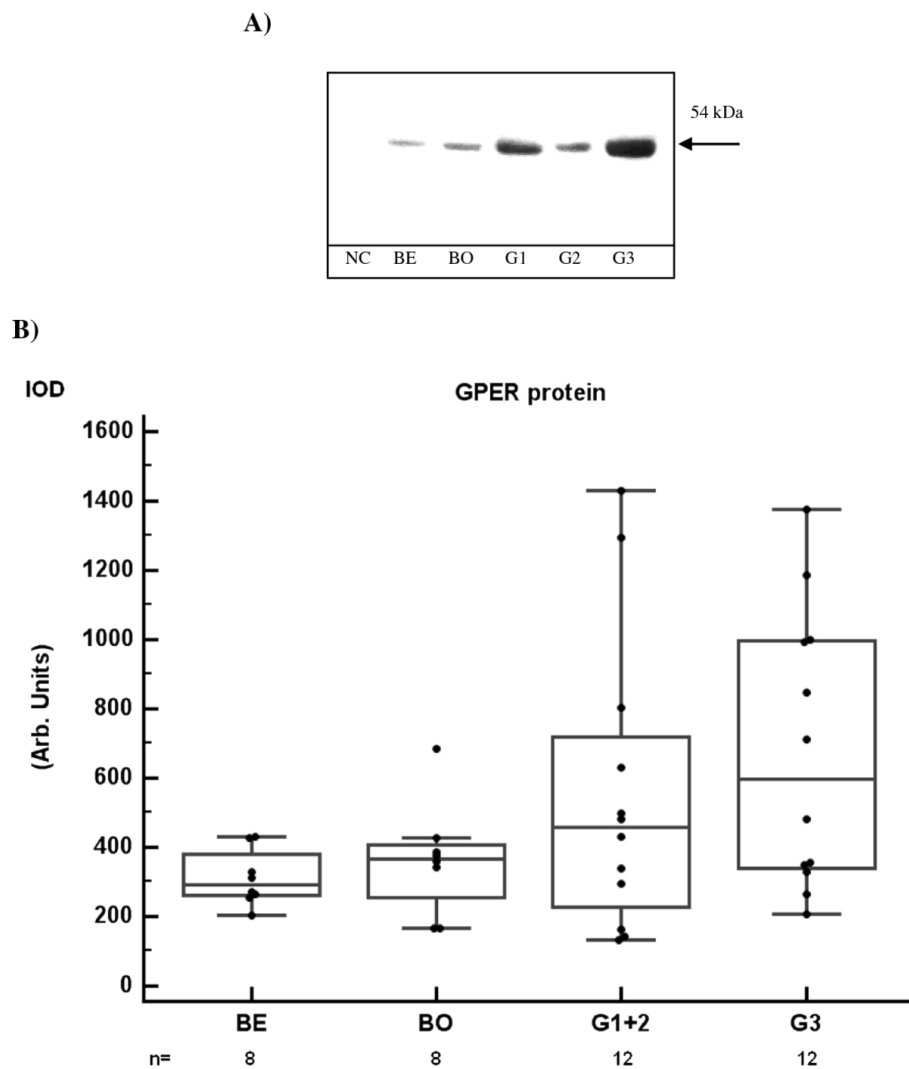 A)
54 kDa
NC BE BO G1 G2 G3
B)
IOD GPER protein
1600
1400
1200
1000
800
600
400
200
0
(Arb. Units)
BE BO G1+2 G3
n= 8 8 12 12